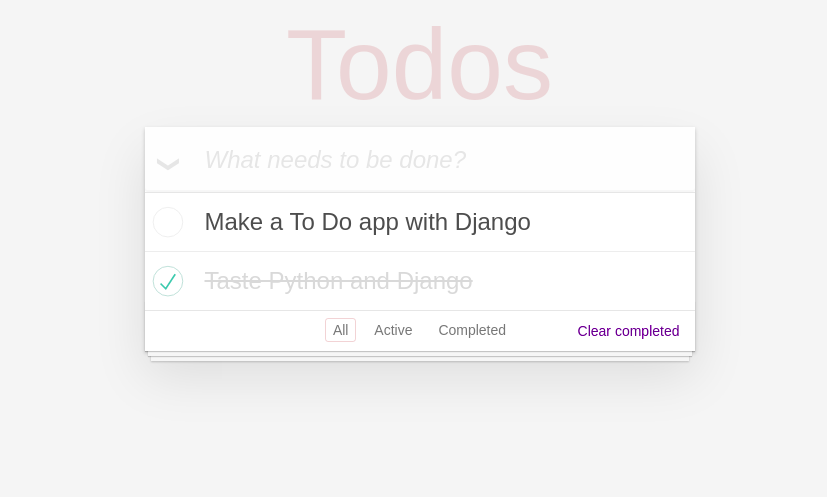 Todos
What needs to be done?
Make a To Do app with Django
Taste Python and Django
All Active Completed Clear completed